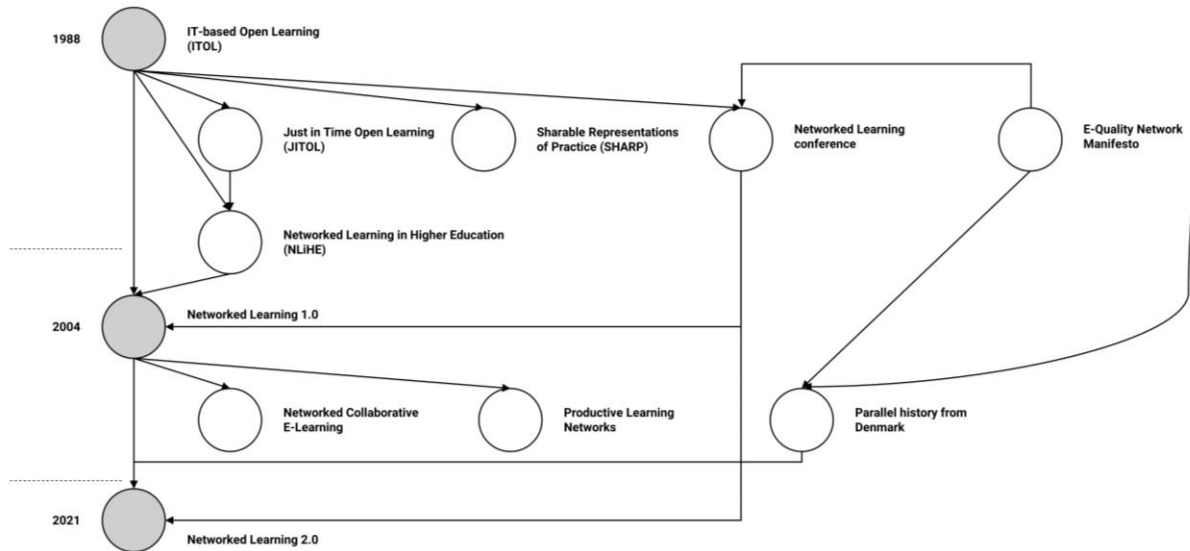 1988
IT-based Open Learning
(ITOL)
Just in Time Open Learning
(JITOL)
Sharable Representations
of Practice (SHARP)
Networked Learning
conference
E-Quality Network
Manifesto
Networked Learning in Higher Education
(NLiHE)
2004
Networked Learning 1.0
Networked Collaborative
E-Learning
Productive Learning
Networks
Parallel history from
Denmark
2021
Networked Learning 2.0